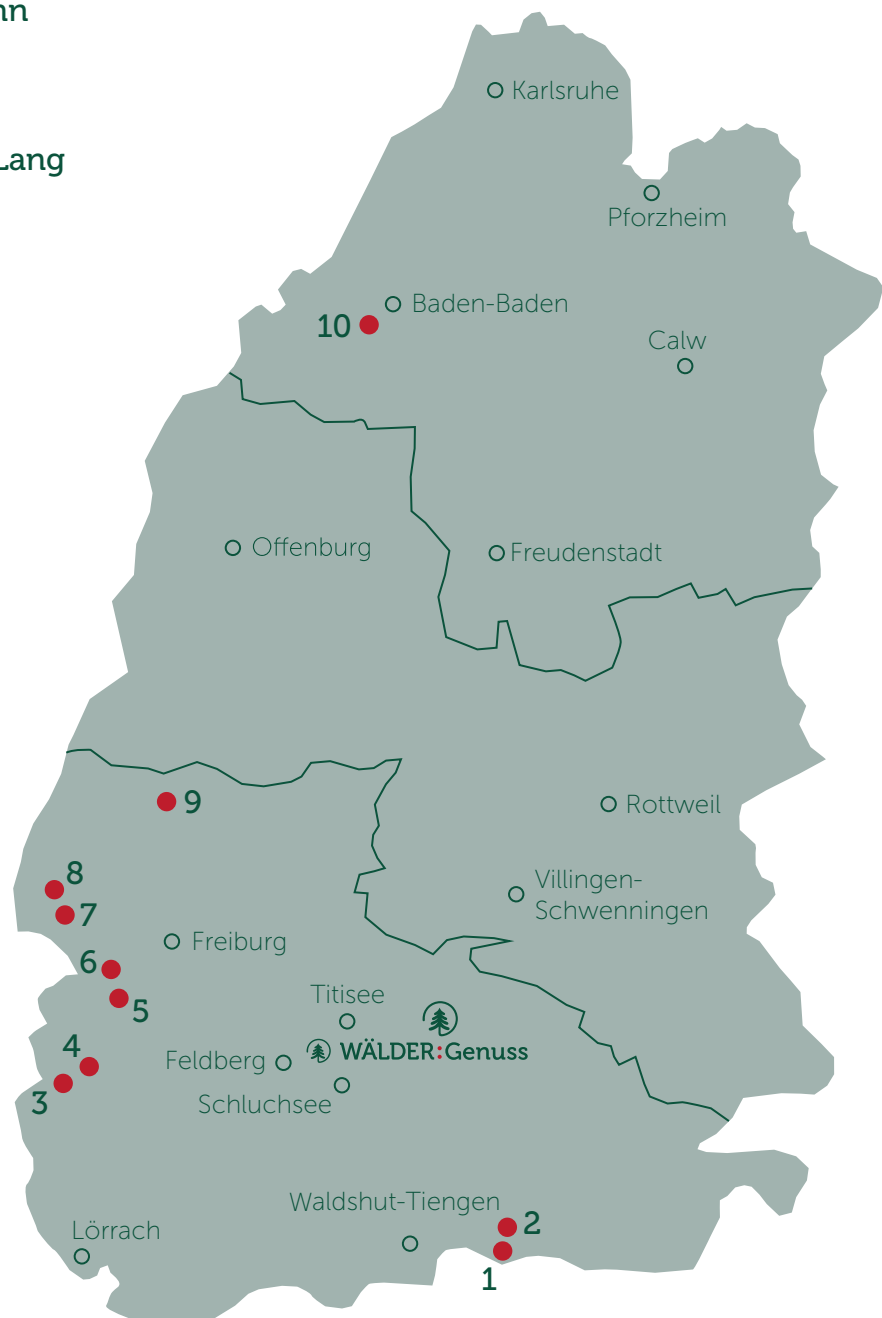 Karlsruhe
Lang
Pforzheim
Baden-Baden
10
Calw
Offenburg
Freudenstadt
9
Rottweil
8
Villingen-
Schwenningen
7
Freiburg
6
Titisee
5
WÄLDER:Genuss
Feldberg
4
3
Schluchsee
Waldshut-Tiengen
2
Lörrach
1